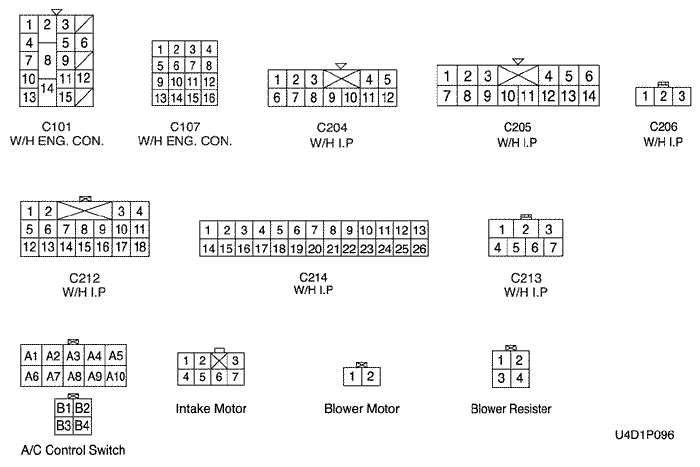 1 2 3
4 5 6
7 8 9
10 11 12
13 14 15
C101
W/H ENG. CON.
1 2 3 4
5 6 7 8
9 10 11 12
13 14 15 16
C107
W/H ENG. CON.
1 2 3 4 5
6 7 8 9 10 11 12
C204
W/H I.P
1 2 3 4 5 6
7 8 9 10 11 12 13 14
C205
W/H I.P
1 2 3
C206
W/H I.P
1 2 3 4
5 6 7 8 9 10 11
12 13 14 15 16 17 18
C212
W/H I.P
1 2 3 4 5 6 7 8 9 10 11 12 13
14 15 16 17 18 19 20 21 22 23 24 25 26
C214
W/H I.P
1 2 3
4 5 6 7
C213
W/H I.P
A1 A2 A3 A4 A5
A6 A7 A8 A9 A10
B1 B2
B3 B4
A/C Control Switch
1 2 3
4 5 6 7
Intake Motor
1 2
Blower Motor
1 2
3 4
Blower Resister
U4D1P096